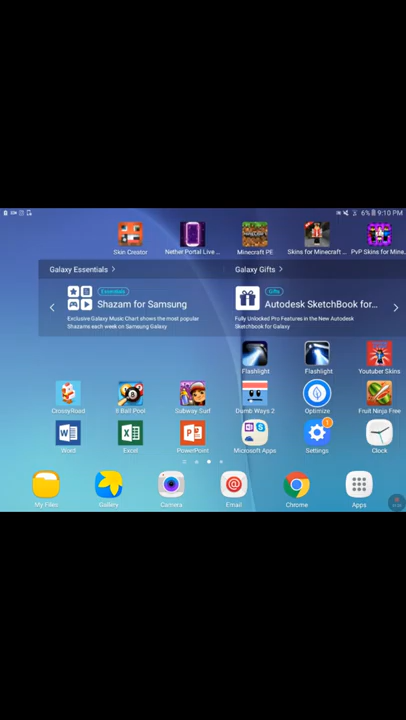 6% 9:10 PM
Skin Creator Nether Portal Live ... Minecraft PE Skins for Minecraft ... PvP Skins for Mine..
Galaxy Essentials > Galaxy Gifts >
Essentials Gifts
Shazam for Samsung Autodesk SketchBook for...
Exclusive Galaxy Music Chart shows the most popular Fully Unlocked Pro Features in the New Autodesk
Shazams each week on Samsung Galaxy Sketchbook for Galaxy
Flashlight Flashlight Youtuber Skins
CrossyRoad 8 Ball Pool Subway Surf Dumb Ways 2 Optimize Fruit Ninja Free
1
Word Excel PowerPoint Microsoft Apps Settings Clock
My Files Gallery Camera Email Chrome Apps